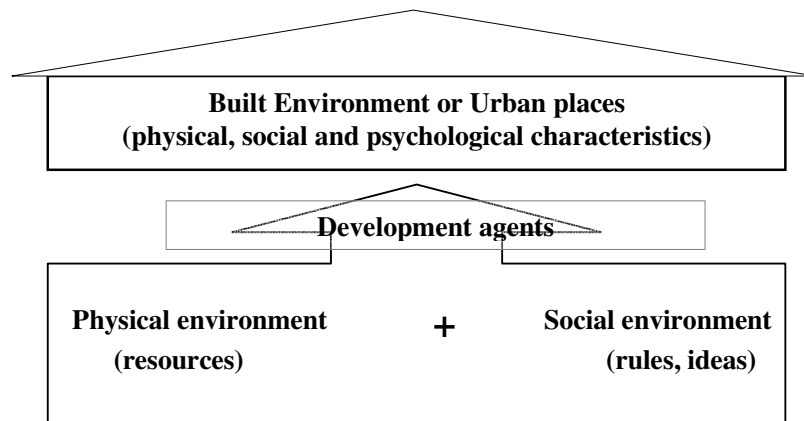 Built Environment or Urban places
(physical, social and psychological characteristics)
Development agents
Physical environment + Social environment
(resources) (rules, ideas)